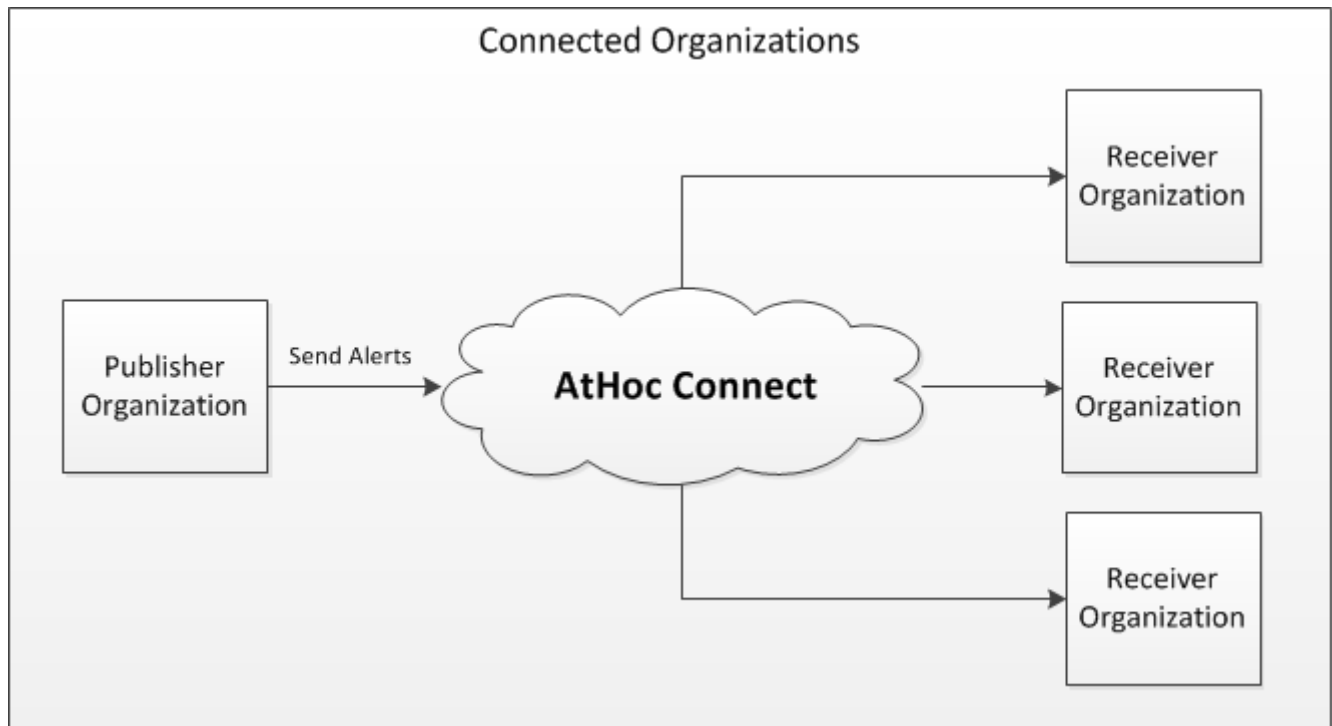 Connected Organizations
Receiver
Organization
Publisher
Organization
Send Alerts
AtHoc Connect
Receiver
Organization
Receiver
Organization